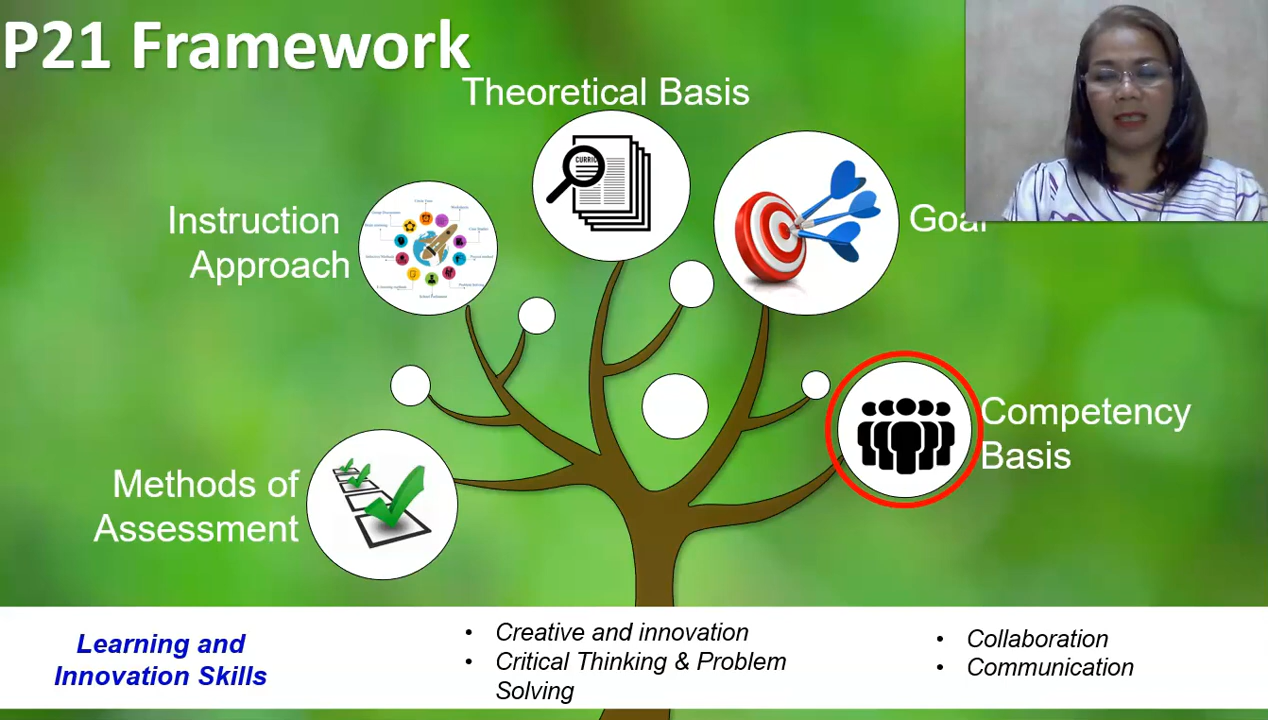 P21 Framework
Theoretical Basis
CURRIC
Instruction
Approach
Goal
Competency
Basis
Methods of
Assessment
Learning and
Innovation Skills
• Creative and innovation
• Critical Thinking & Problem
Solving
• Collaboration
• Communication